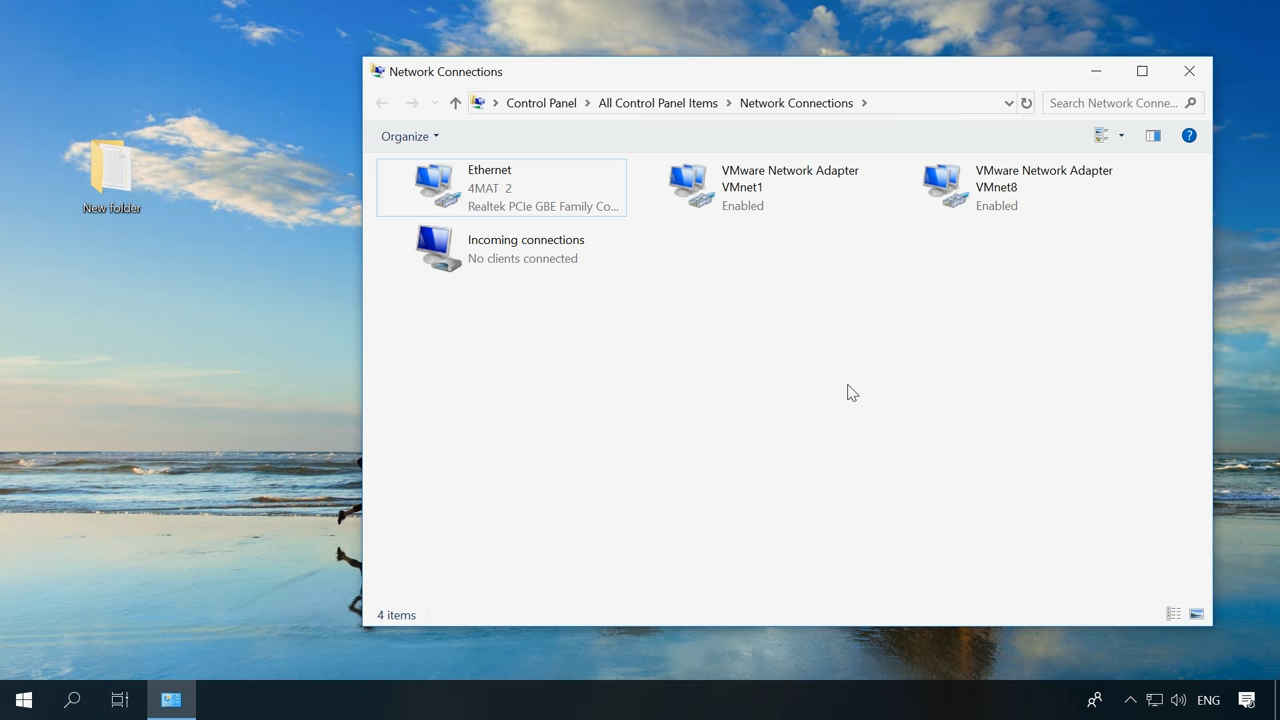 New folder
Network Connections
Control Panel
All Control Panel Items
Network Connections
Search Network Conne...
Organize
Ethernet
4MAT 2
Realtek PCIe GBE Family Co...
VMware Network Adapter
VMnet1
Enabled
VMware Network Adapter
VMnet8
Enabled
Incoming connections
No clients connected
4 items
ENG